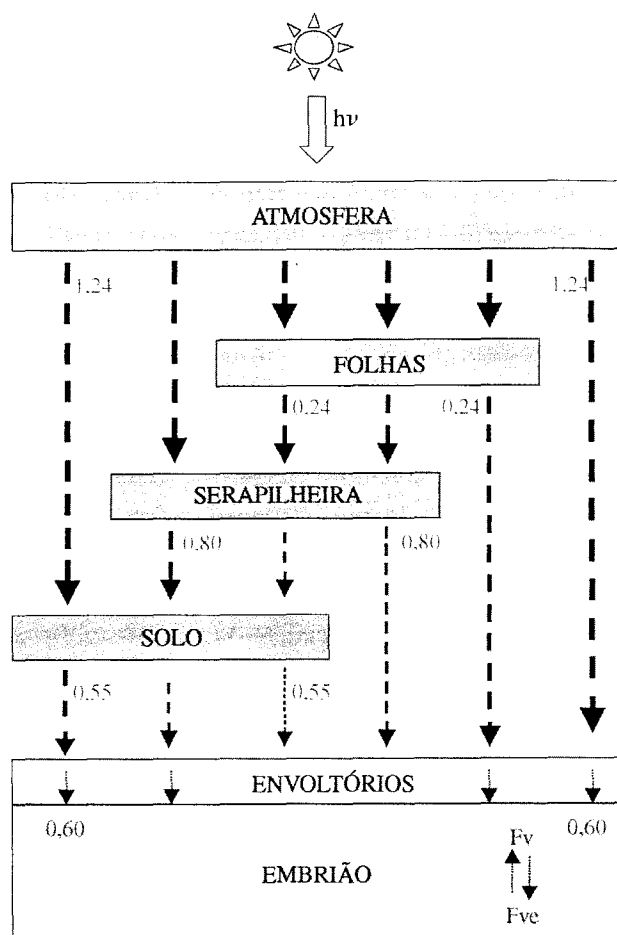 hν
ATMOSFERA
1,24 1,24
FOLHAS
0,24 0,24
SERAPILHEIRA
0,80 0,80
SOLO
0,55 0,55
ENVOLTÓRIOS
0,60 0,60
Fv
EMBRIÃO
Fve